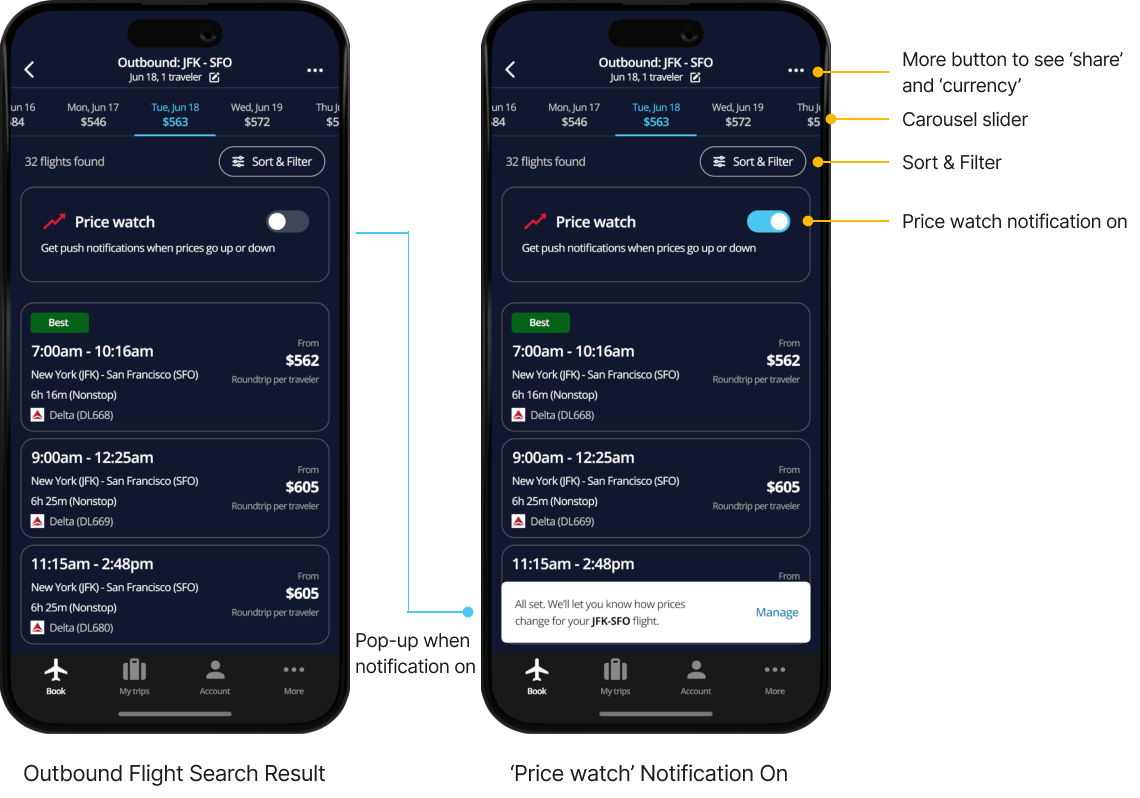 Outbound: JFK - SFO
Jun 18, 1 traveler
un 16
Mon, Jun 17
Tue, Jun 18
Wed, Jun 19
Thu J
84
$546
$563
$572
$5
32 flights found
Sort & Filter
Price watch
Get push notifications when prices go up or down
Best
7:00am - 10:16am
From
$562
New York (JFK) - San Francisco (SFO)
Roundtrip per traveler
6h 16m (Nonstop)
Delta (DL668)
9:00am - 12:25am
From
$605
New York (JFK) - San Francisco (SFO)
Roundtrip per traveler
6h 25m (Nonstop)
Delta (DL669)
11:15am - 2:48pm
From
$605
New York (JFK) - San Francisco (SFO)
Roundtrip per traveler
6h 25m (Nonstop)
Delta (DL680)
Book
My trips
Account
More
Outbound Flight Search Result
Pop-up when
notification on
Outbound: JFK - SFO
Jun 18, 1 traveler
un 16
Mon, Jun 17
Tue, Jun 18
Wed, Jun 19
Thu J
84
$546
$563
$572
$5
32 flights found
Sort & Filter
Price watch
Get push notifications when prices go up or down
Best
7:00am - 10:16am
From
$562
New York (JFK) - San Francisco (SFO)
Roundtrip per traveler
6h 16m (Nonstop)
Delta (DL668)
9:00am - 12:25am
From
$605
New York (JFK) - San Francisco (SFO)
Roundtrip per traveler
6h 25m (Nonstop)
Delta (DL669)
11:15am - 2:48pm
From
All set. We’ll let you know how prices
change for your JFK-SFO flight.
Manage
Book
My trips
Account
More
‘Price watch’ Notification On
More button to see ‘share’
and ‘currency’
Carousel slider
Sort & Filter
Price watch notification on